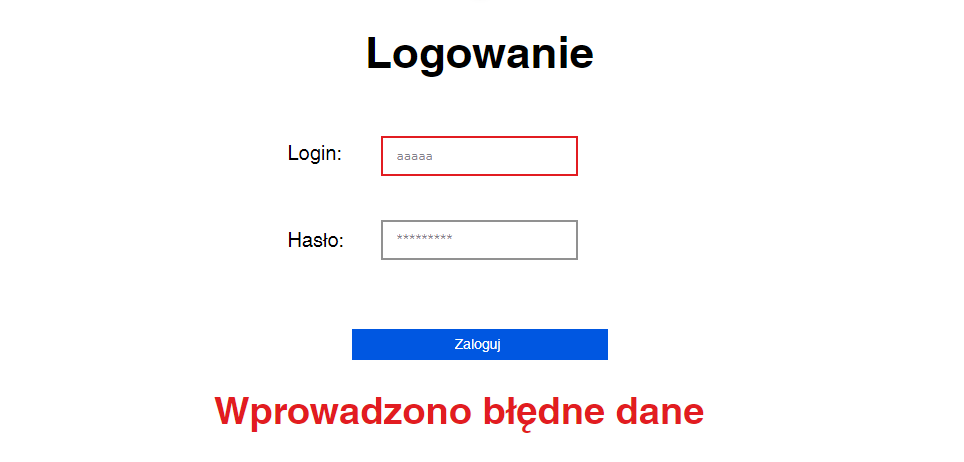 Logowanie
Login: aaaaa
Hasło: *********
Zaloguj
Wprowadzono błędne dane